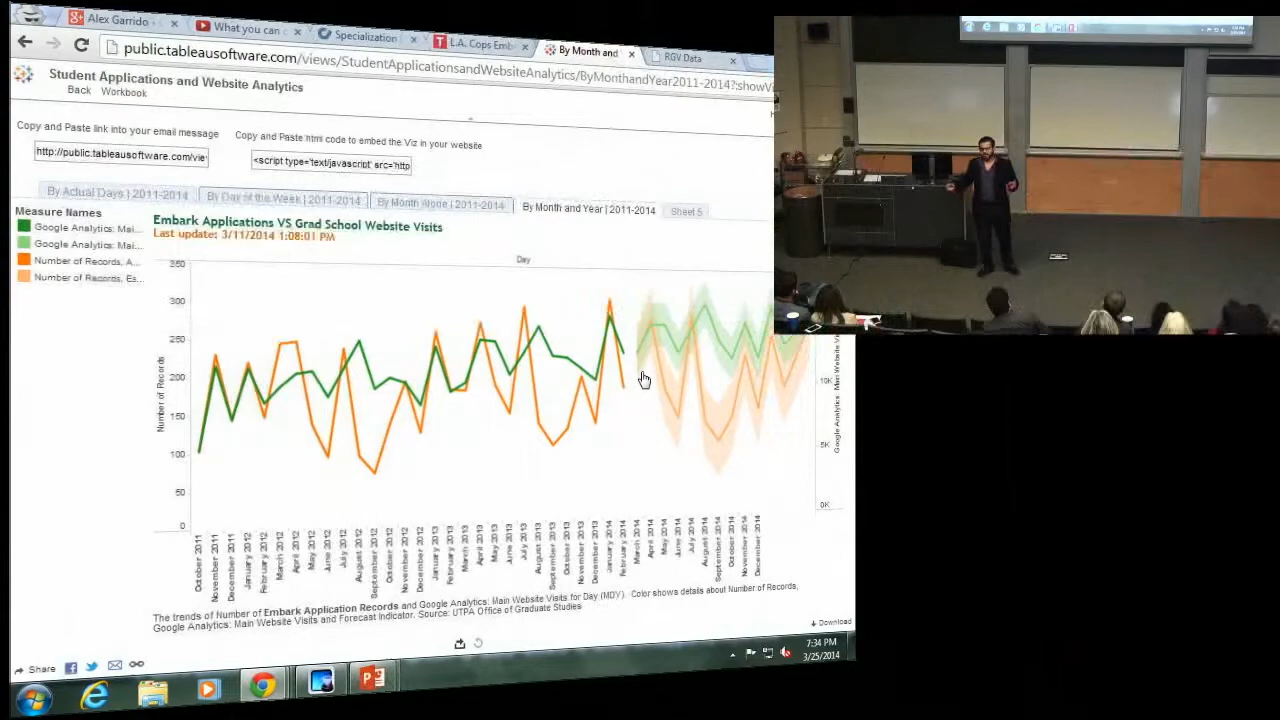 Alex Garrido
What you can
Specialization
L.A. Cops Emb
By Month and
RGV Data
public.tableausoftware.com/views/StudentApplicationsandWebsiteAnalytics/ByMonthandYear2011-2014?:showVi
Student Applications and Website Analytics
Back Workbook
Copy and Paste link into your email message
Copy and Paste html code to embed the Viz in your website
http://public.tableausoftware.com/vie
<script type='text/javascript' src='http
By Actual Days | 2011-2014
By Day of the Week | 2011-2014
By Month Alone | 2011-2014
By Month and Year | 2011-2014
Sheet 5
Measure Names
Google Analytics: Mai...
Google Analytics: Mai...
Number of Records, A...
Number of Records, Es...
Embark Applications VS Grad School Website Visits
Last update: 3/11/2014 1:08:01 PM
Day
Number of Records
350
300
250
200
150
100
50
0
10K
5K
0K
Google Analytics: Main Website
October 2011
November 2011
December 2011
January 2012
February 2012
March 2012
April 2012
May 2012
June 2012
July 2012
August 2012
September 2012
October 2012
November 2012
December 2012
January 2013
February 2013
March 2013
April 2013
May 2013
June 2013
July 2013
August 2013
September 2013
October 2013
November 2013
December 2013
January 2014
February 2014
March 2014
April 2014
May 2014
June 2014
July 2014
August 2014
September 2014
October 2014
November 2014
December 2014
The trends of Number of Embark Application Records and Google Analytics: Main Website Visits for Day (MDY). Color shows details about Number of Records,
Google Analytics: Main Website Visits and Forecast Indicator. Source: UTPA Office of Graduate Studies
Download
Share
7:34 PM
3/25/2014